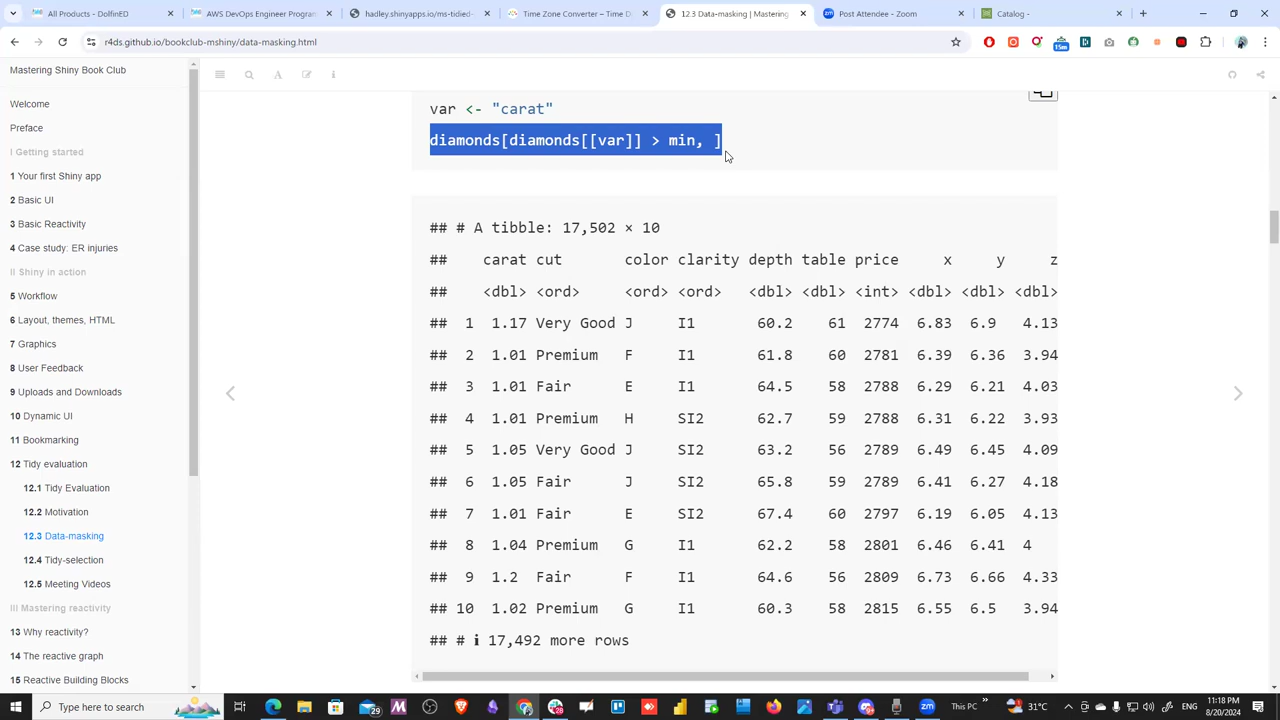 All Products - DolfinED
AWS DevOps Engineer Progra
hadley.shinyapps.io/ms-tidied-
Time Zone Converter – Time D
12.3 Data-masking | Mastering
Post Attendee - Zoom
Catalog -
r4ds.github.io/bookclub-mshiny/data-masking.html
15m
Mastering Shiny Book Club
Welcome
Preface
I Getting started
1 Your first Shiny app
2 Basic UI
3 Basic Reactivity
4 Case study: ER injuries
II Shiny in action
5 Workflow
6 Layout, themes, HTML
7 Graphics
8 User Feedback
9 Uploads and Downloads
10 Dynamic UI
11 Bookmarking
12 Tidy evaluation
12.1 Tidy Evaluation
12.2 Motivation
12.3 Data-masking
12.4 Tidy-selection
12.5 Meeting Videos
III Mastering reactivity
13 Why reactivity?
14 The reactive graph
15 Reactive Building Blocks
var <- "carat"
diamonds[diamonds[[var]] > min, ]
## # A tibble: 17,502 × 10
## carat cut color clarity depth table price x y z
## <dbl> <ord> <ord> <ord> <dbl> <dbl> <int> <dbl> <dbl> <dbl>
## 1 1.17 Very Good J I1 60.2 61 2774 6.83 6.9 4.13
## 2 1.01 Premium F I1 61.8 60 2781 6.39 6.36 3.94
## 3 1.01 Fair E I1 64.5 58 2788 6.29 6.21 4.03
## 4 1.01 Premium H SI2 62.7 59 2788 6.31 6.22 3.93
## 5 1.05 Very Good J SI2 63.2 56 2789 6.49 6.45 4.09
## 6 1.05 Fair J SI2 65.8 59 2789 6.41 6.27 4.18
## 7 1.01 Fair E SI2 67.4 60 2797 6.19 6.05 4.13
## 8 1.04 Premium G I1 62.2 58 2801 6.46 6.41 4
## 9 1.2 Fair F I1 64.6 56 2809 6.73 6.66 4.33
## 10 1.02 Premium G I1 60.3 58 2815 6.55 6.5 3.94
## # ℹ 17,492 more rows
Type here to search
29
This PC
31°C
11:18 PM
8/20/2024